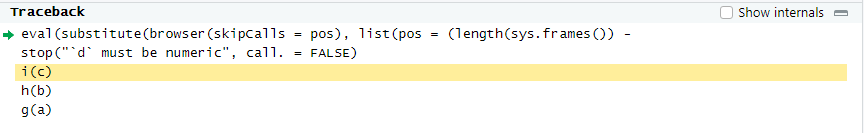 Traceback
Show internals
eval(substitute(browser(skipCalls = pos), list(pos = (length(sys.frames()) -
stop("`d` must be numeric", call. = FALSE)
i(c)
h(b)
g(a)